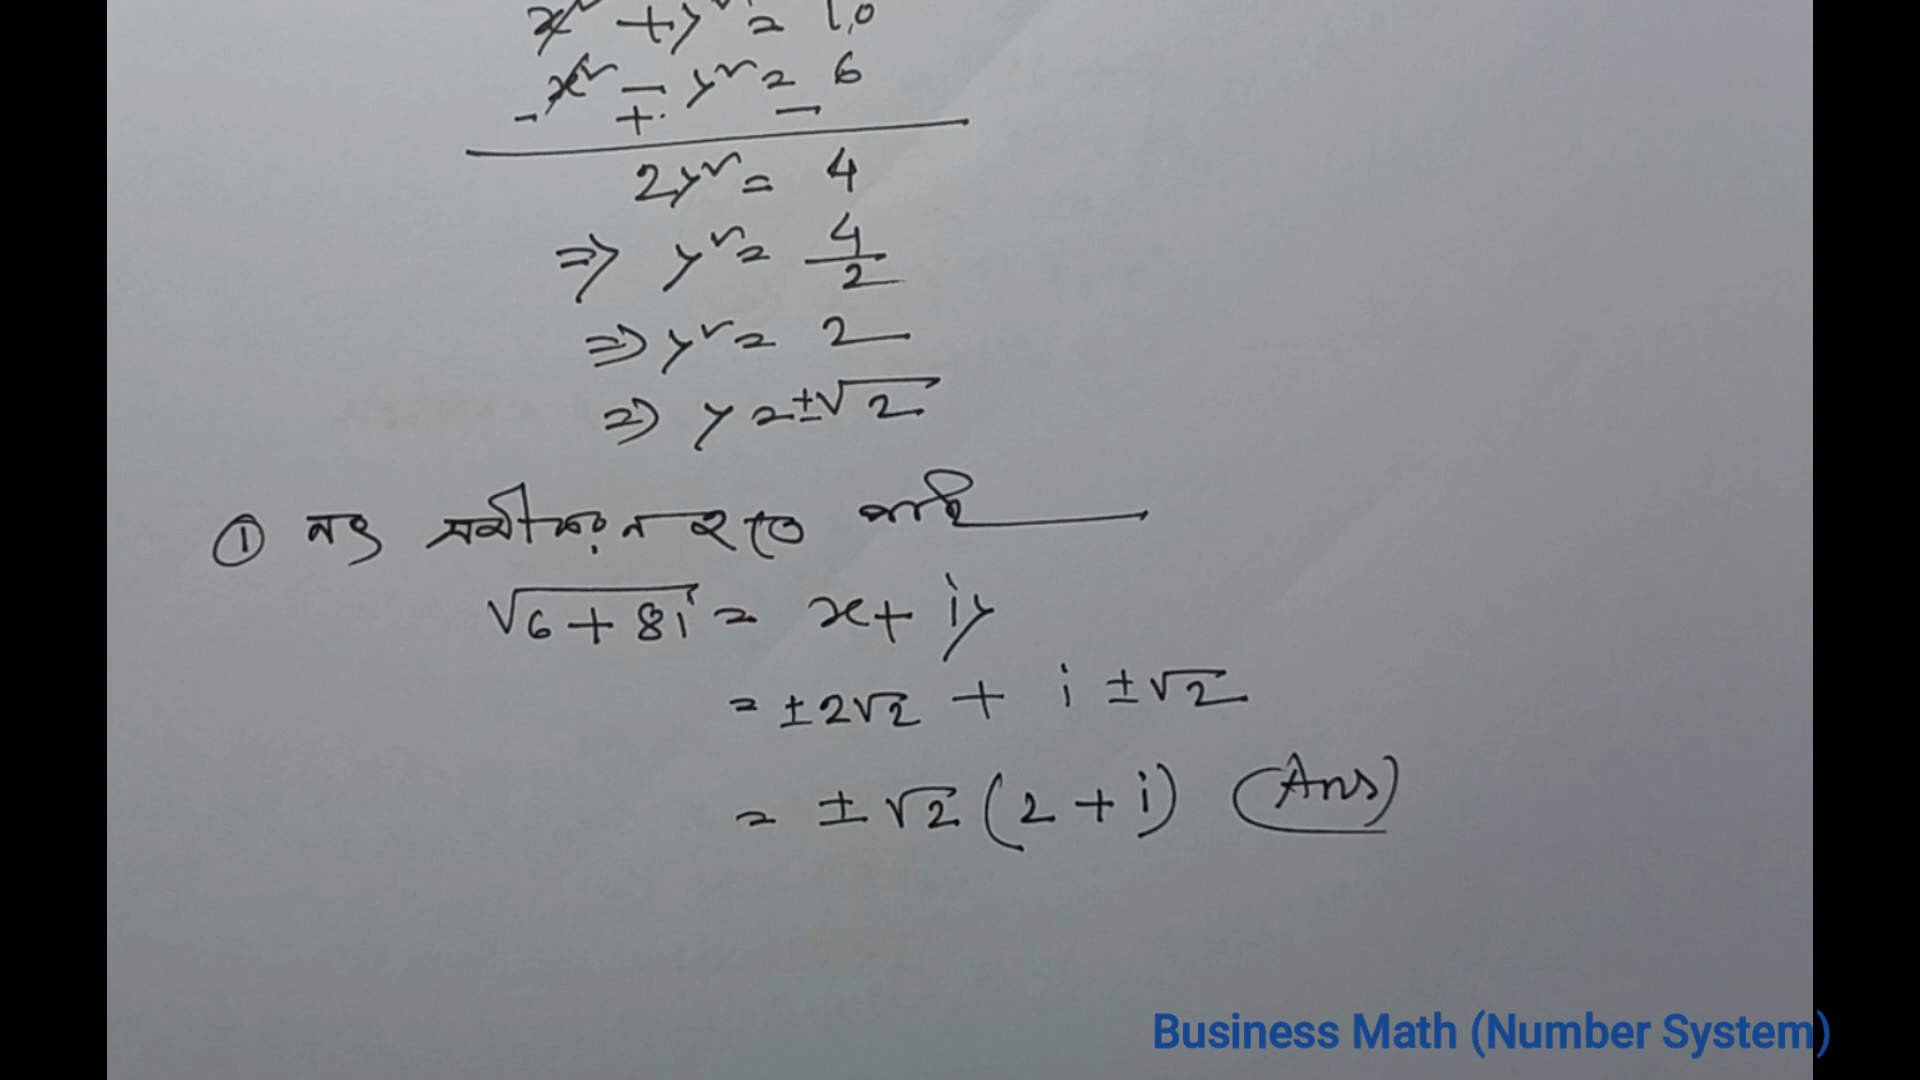 x² + y² = 10
x² - y² = 6
- + -
2y² = 4
⇒ y² = 4/2
⇒ y² = 2
⇒ y = ±√2
① নং সমীকরণ হতে পাই
√6 + 8i = x + iy
= ±2√2 + i ±√2
= ±√2 (2 + i) (Ans)
Business Math (Number System)